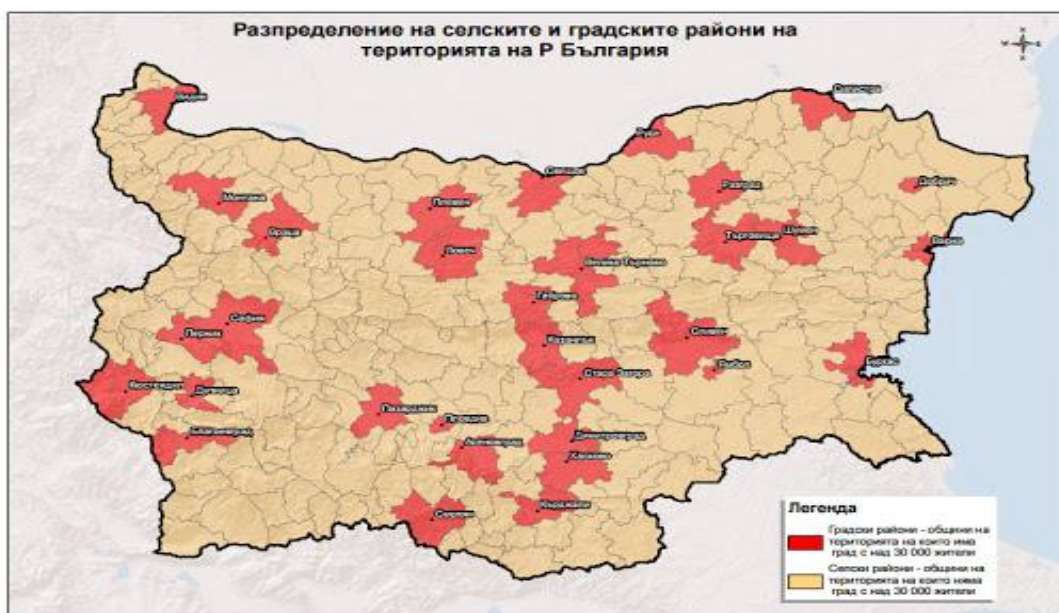 Разпределение на селските и градските райони на
територията на Р България
Видин
Силистра
Русе
Свищов
Разград
Добрич
Монтана
Плевен
Враца
Търговище
Шумен
Варна
Ловеч
Велико Търново
Габрово
София
Перник
Казанлък
Сливен
Ямбол
Бургас
Стара Загора
Кюстендил
Дупница
Пазарджик
Пловдив
Благоевград
Асеновград
Димитровград
Хасково
Смолян
Кърджали
Легенда
Градски райони - общини на
територията на които има
град с над 30 000 жители
Селски райони - общини на
територията на които няма
град с над 30 000 жители